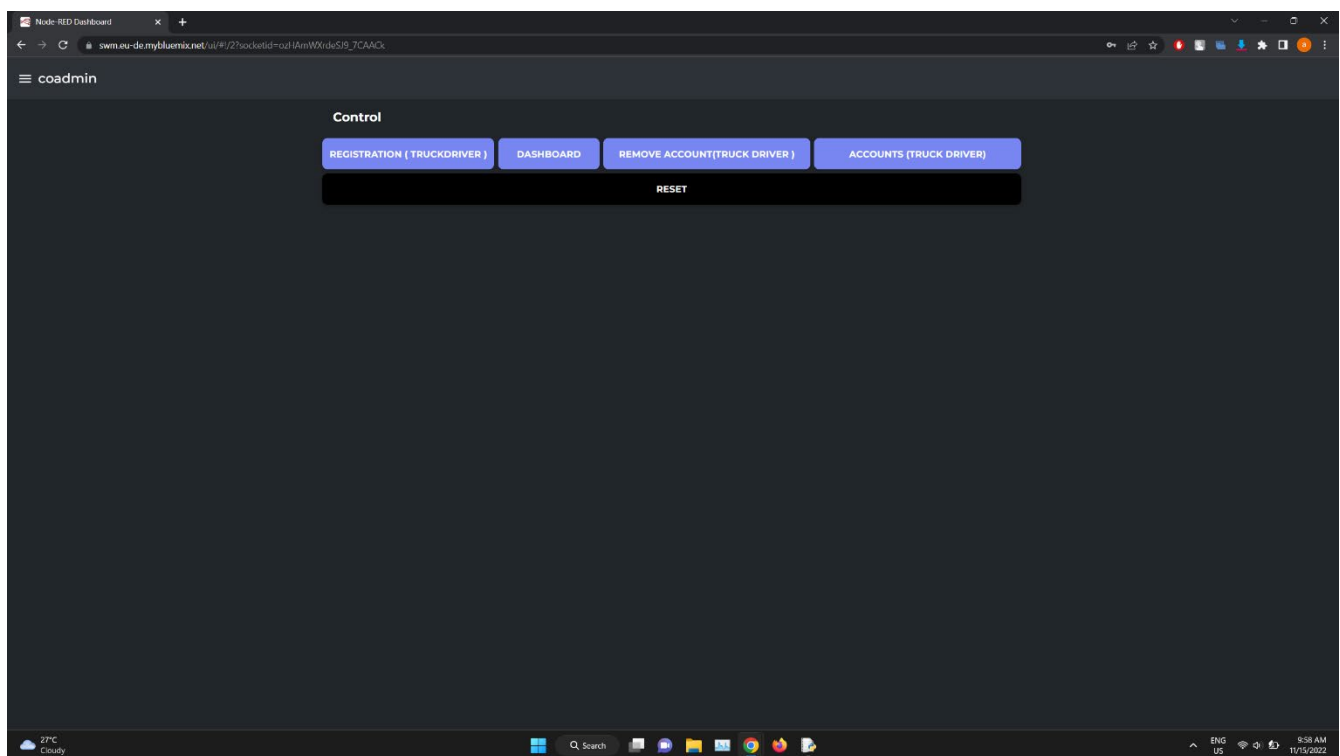 Node-RED Dashboard
swm.eu-de.mybluemix.net/ui/#!/2?socketid=
coadmin
Control
REGISTRATION ( TRUCKDRIVER ) DASHBOARD REMOVE ACCOUNT(TRUCK DRIVER ) ACCOUNTS (TRUCK DRIVER)
RESET
27°C
Cloudy
Search
ENG
US
9:58 AM
11/15/2022